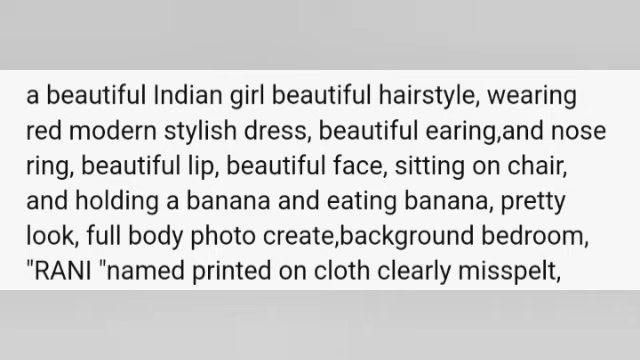 a beautiful Indian girl beautiful hairstyle, wearing
red modern stylish dress, beautiful earing,and nose
ring, beautiful lip, beautiful face, sitting on chair,
and holding a banana and eating banana, pretty
look, full body photo create,background bedroom,
"RANI "named printed on cloth clearly misspelt,